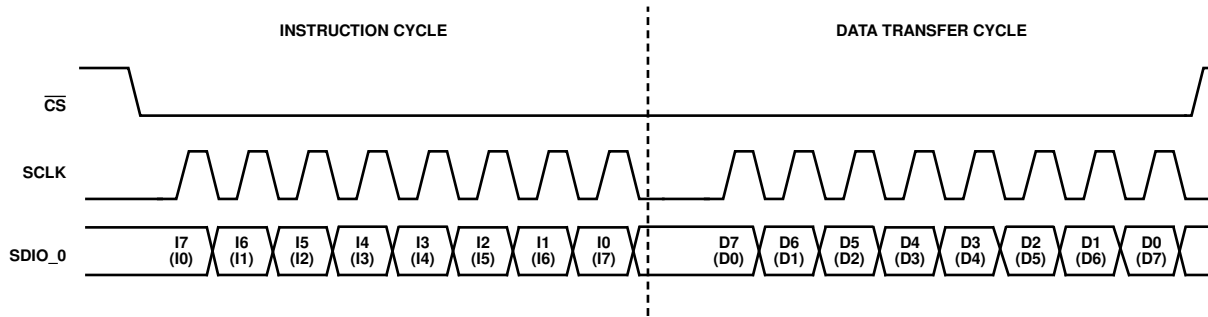 INSTRUCTION CYCLE
DATA TRANSFER CYCLE
CS
SCLK
SDIO_0
I7 I6 I5 I4 I3 I2 I1 I0 D7 D6 D5 D4 D3 D2 D1 D0
(I0) (I1) (I2) (I3) (I4) (I5) (I6) (I7) (D0) (D1) (D2) (D3) (D4) (D5) (D6) (D7)